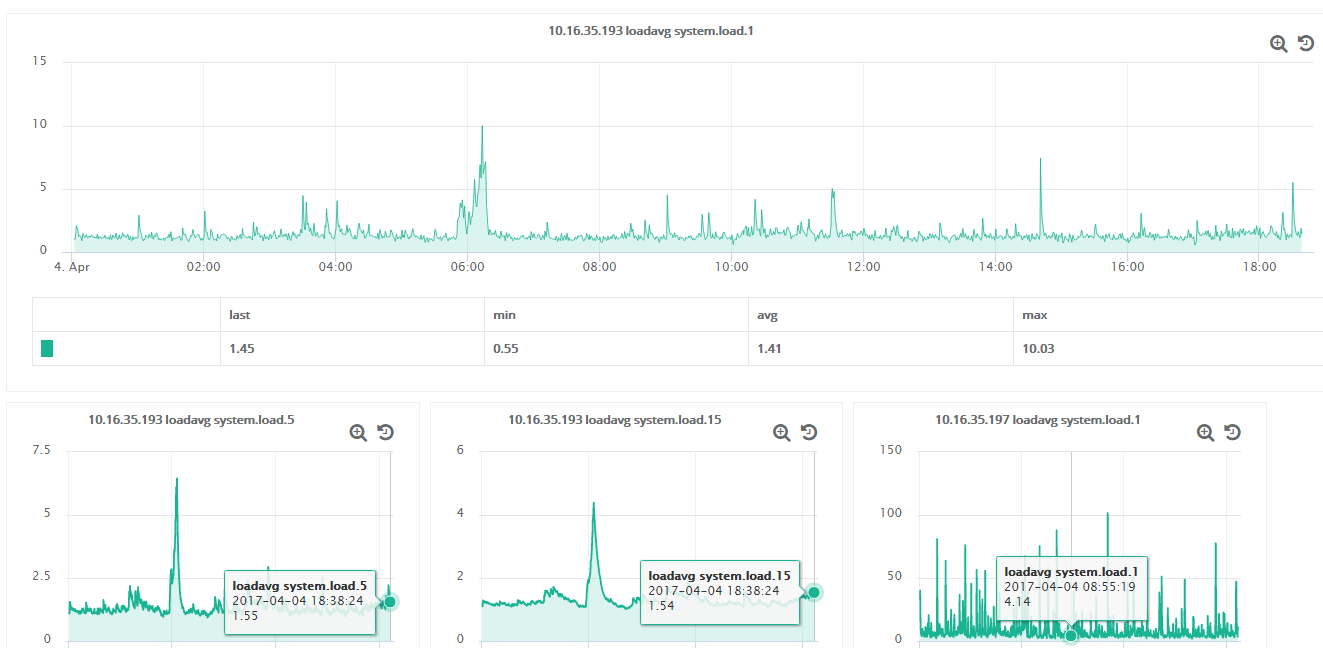 10.16.35.193 loadavg system.load.1
15
10
5
0
4. Apr 02:00 04:00 06:00 08:00 10:00 12:00 14:00 16:00 18:00
last min avg max
1.45 0.55 1.41 10.03
10.16.35.193 loadavg system.load.5
7.5
5
2.5
0
loadavg system.load.5
2017-04-04 18:38:24
1.55
10.16.35.193 loadavg system.load.15
6
4
2
0
loadavg system.load.15
2017-04-04 18:38:24
1.54
10.16.35.197 loadavg system.load.1
150
100
50
0
loadavg system.load.1
2017-04-04 08:55:19
4.14